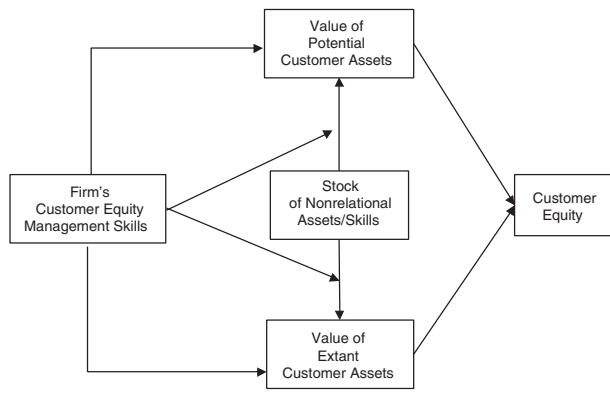 Value of
Potential
Customer Assets
Firm's
Customer Equity
Management Skills
Stock
of Nonrelational
Assets/Skills
Customer
Equity
Value of
Extant
Customer Assets